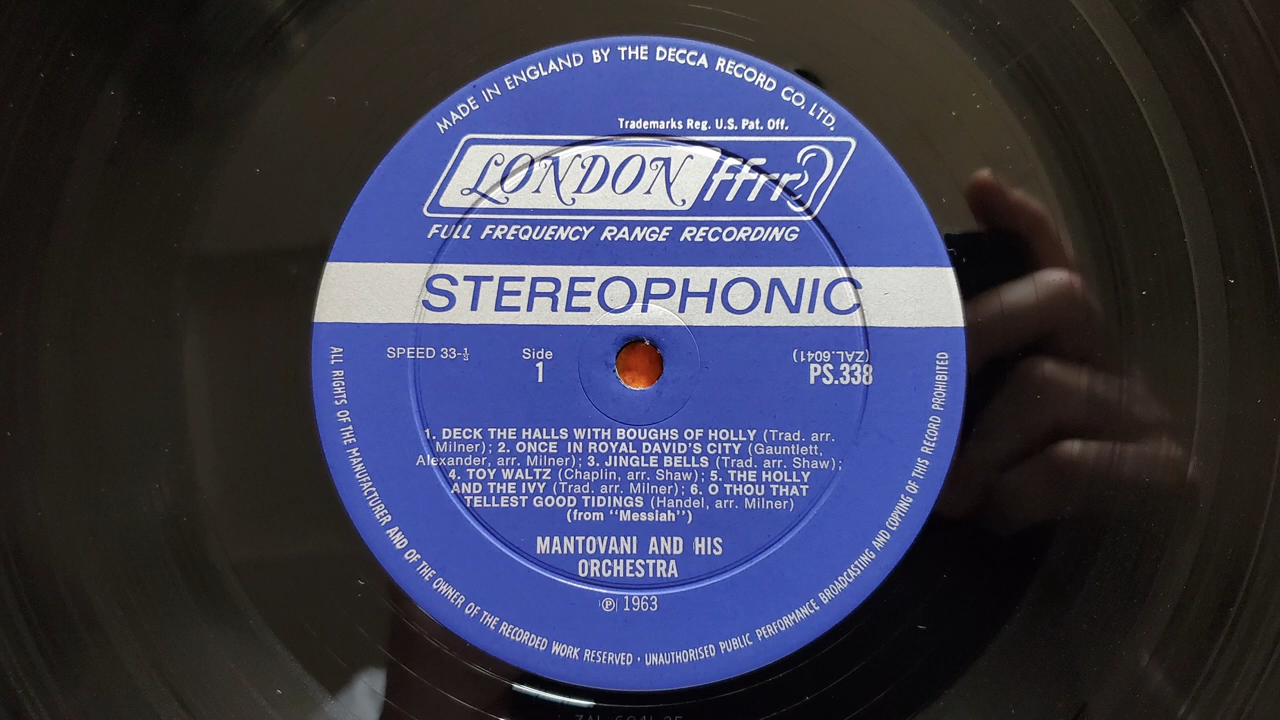 MADE IN ENGLAND BY THE DECCA RECORD CO. LTD.
Trademarks Reg. U.S. Pat. Off.
LONDON ffrr
FULL FREQUENCY RANGE RECORDING
STEREOPHONIC
SPEED 33-⅓ Side (ZAL.6041)
1 PS.338
1. DECK THE HALLS WITH BOUGHS OF HOLLY (Trad. arr.
Milner); 2. ONCE IN ROYAL DAVID'S CITY (Gauntlett,
Alexander, arr. Milner); 3. JINGLE BELLS (Trad. arr. Shaw);
4. TOY WALTZ (Chaplin, arr. Shaw); 5. THE HOLLY
AND THE IVY (Trad. arr. Milner); 6. O THOU THAT
TELLEST GOOD TIDINGS (Handel, arr. Milner)
(from "Messiah")
MANTOVANI AND HIS
ORCHESTRA
℗ 1963
ALL RIGHTS OF THE MANUFACTURER AND OF THE OWNER OF THE RECORDED WORK RESERVED · UNAUTHORISED PUBLIC PERFORMANCE BROADCASTING AND COPYING OF THIS RECORD PROHIBITED